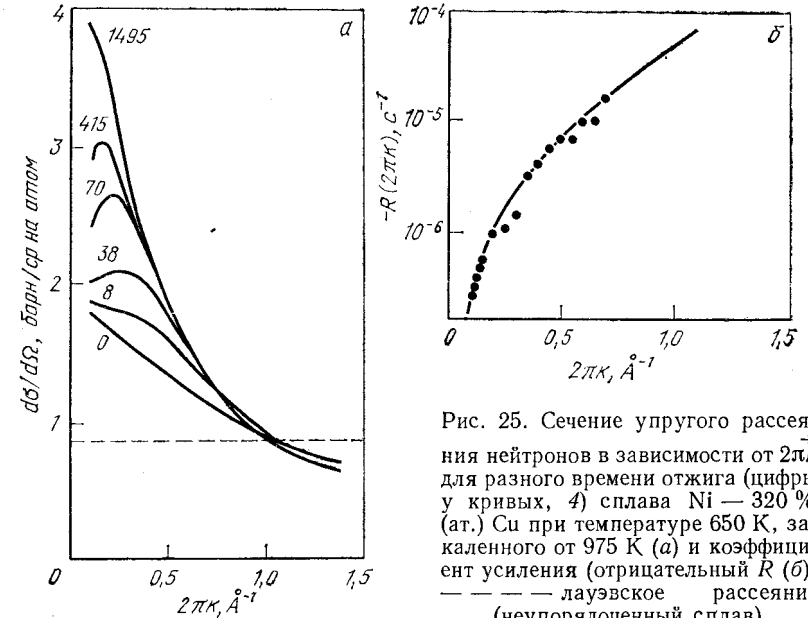 а
4
1495
415
3
70
38
2
8
0
1
dσ/dΩ, барн/ср на атом
0
0,5
1,0
1,5
2πκ, Å⁻¹
б
10⁻⁴
10⁻⁵
10⁻⁶
-R(2πκ), с⁻¹
0
0,5
1,0
1,5
2πκ, Å⁻¹
Рис. 25. Сечение упругого рассея
ния нейтронов в зависимости от 2π
для разного времени отжига (цифры
у кривых, 4) сплава Ni — 320 %
(ат.) Cu при температуре 650 K, за
каленного от 975 K (а) и коэффици
ент усиления (отрицательный R (б)
— — — — лауэвское рассеяни
(неупорядоченный сплав)